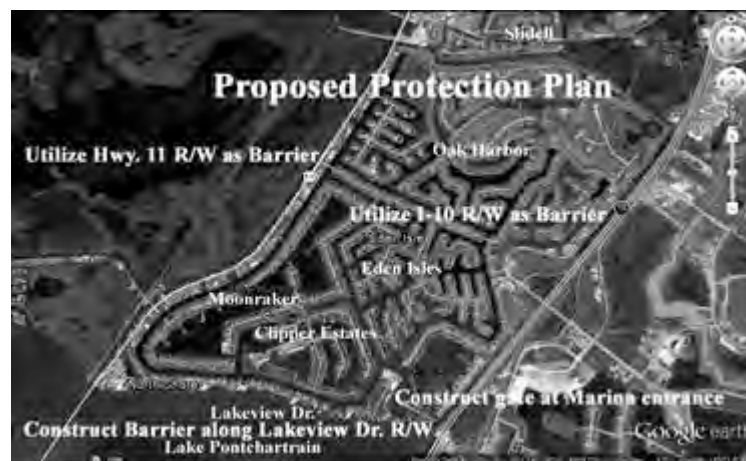 Slidell
Proposed Protection Plan
Oak Harbor
Utilize Hwy. 11 R/W as Barrier
Utilize I-10 R/W as Barrier
Eden Isles
Moonraker
Clipper Estates
Construct gate at Marion entrance
Lakeview Dr.
Construct Barrier along Lakeview Dr. R/W
Google earth
Lake Pontchartrain